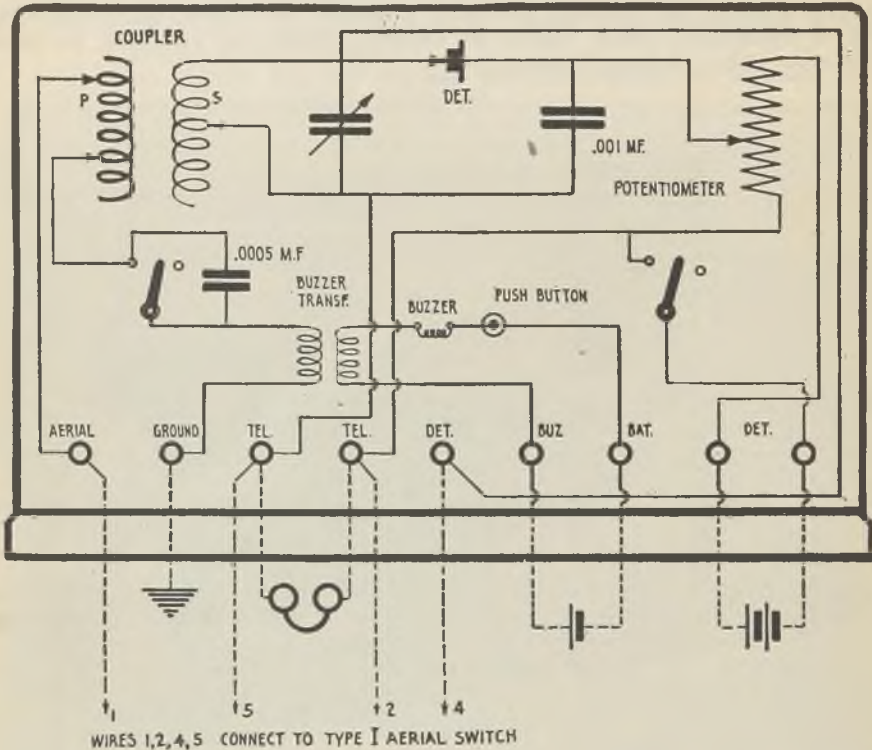 COUPLER
P
S
DET.
.001 M.F.
POTENTIOMETER
.0005 M.F
BUZZER
TRANSF.
BUZZER
PUSH BUTTON
AERIAL
GROUND
TEL.
TEL.
DET.
BUZ
BAT.
DET.
1
5
2
4
WIRES 1,2,4,5 CONNECT TO TYPE I AERIAL SWITCH